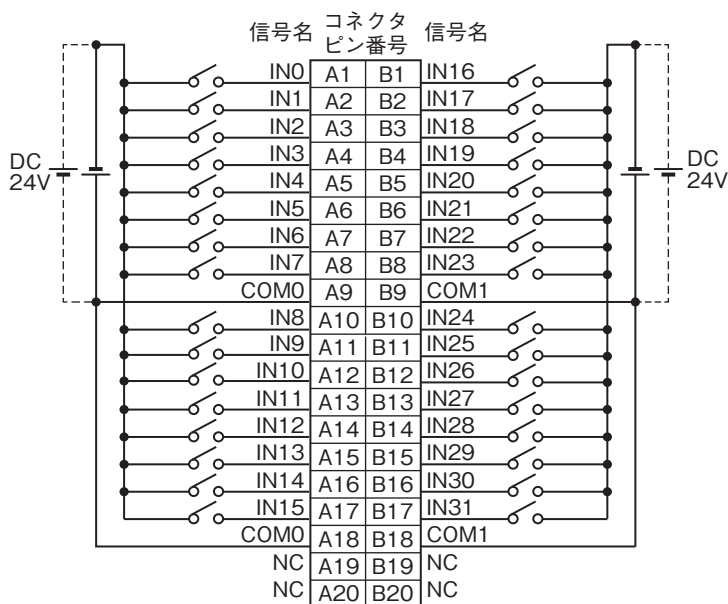 信号名 コネクタ ピン番号 信号名
IN0 A1 B1 IN16
IN1 A2 B2 IN17
IN2 A3 B3 IN18
IN3 A4 B4 IN19
IN4 A5 B5 IN20
IN5 A6 B6 IN21
IN6 A7 B7 IN22
IN7 A8 B8 IN23
COM0 A9 B9 COM1
IN8 A10 B10 IN24
IN9 A11 B11 IN25
IN10 A12 B12 IN26
IN11 A13 B13 IN27
IN12 A14 B14 IN28
IN13 A15 B15 IN29
IN14 A16 B16 IN30
IN15 A17 B17 IN31
COM0 A18 B18 COM1
NC A19 B19 NC
NC A20 B20 NC
DC
24V
DC
24V